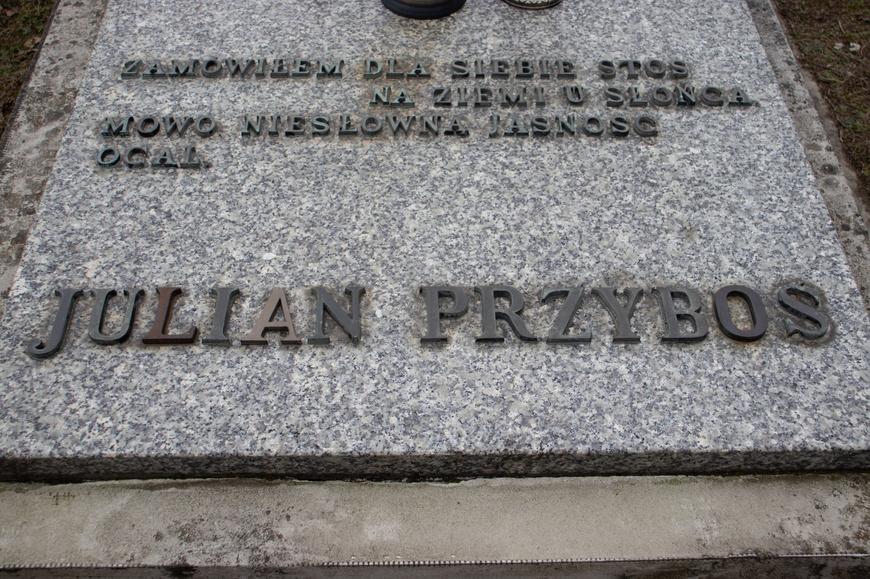 ZAMÓWIŁEM DLA SIEBIE STOS
NA ZIEMI U SŁOŃCA.
MOWO NIESŁOWNA, JASNOŚĆ
OCAL.
JULIAN PRZYBOŚ